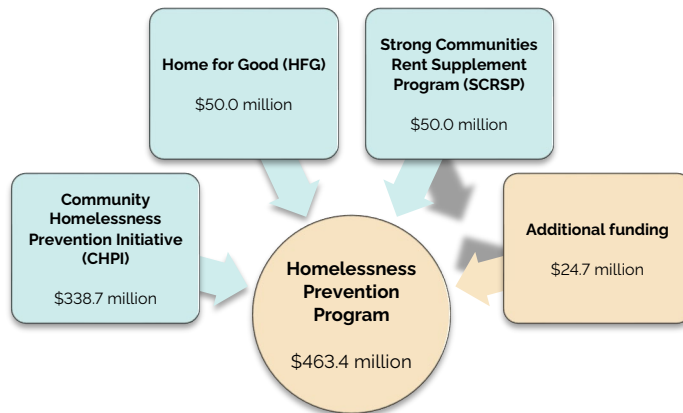 Home for Good (HFG)
$50.0 million
Strong Communities
Rent Supplement
Program (SCRSP)
$50.0 million
Community
Homelessness
Prevention Initiative
(CHPI)
$338.7 million
Additional funding
$24.7 million
Homelessness
Prevention
Program
$463.4 million